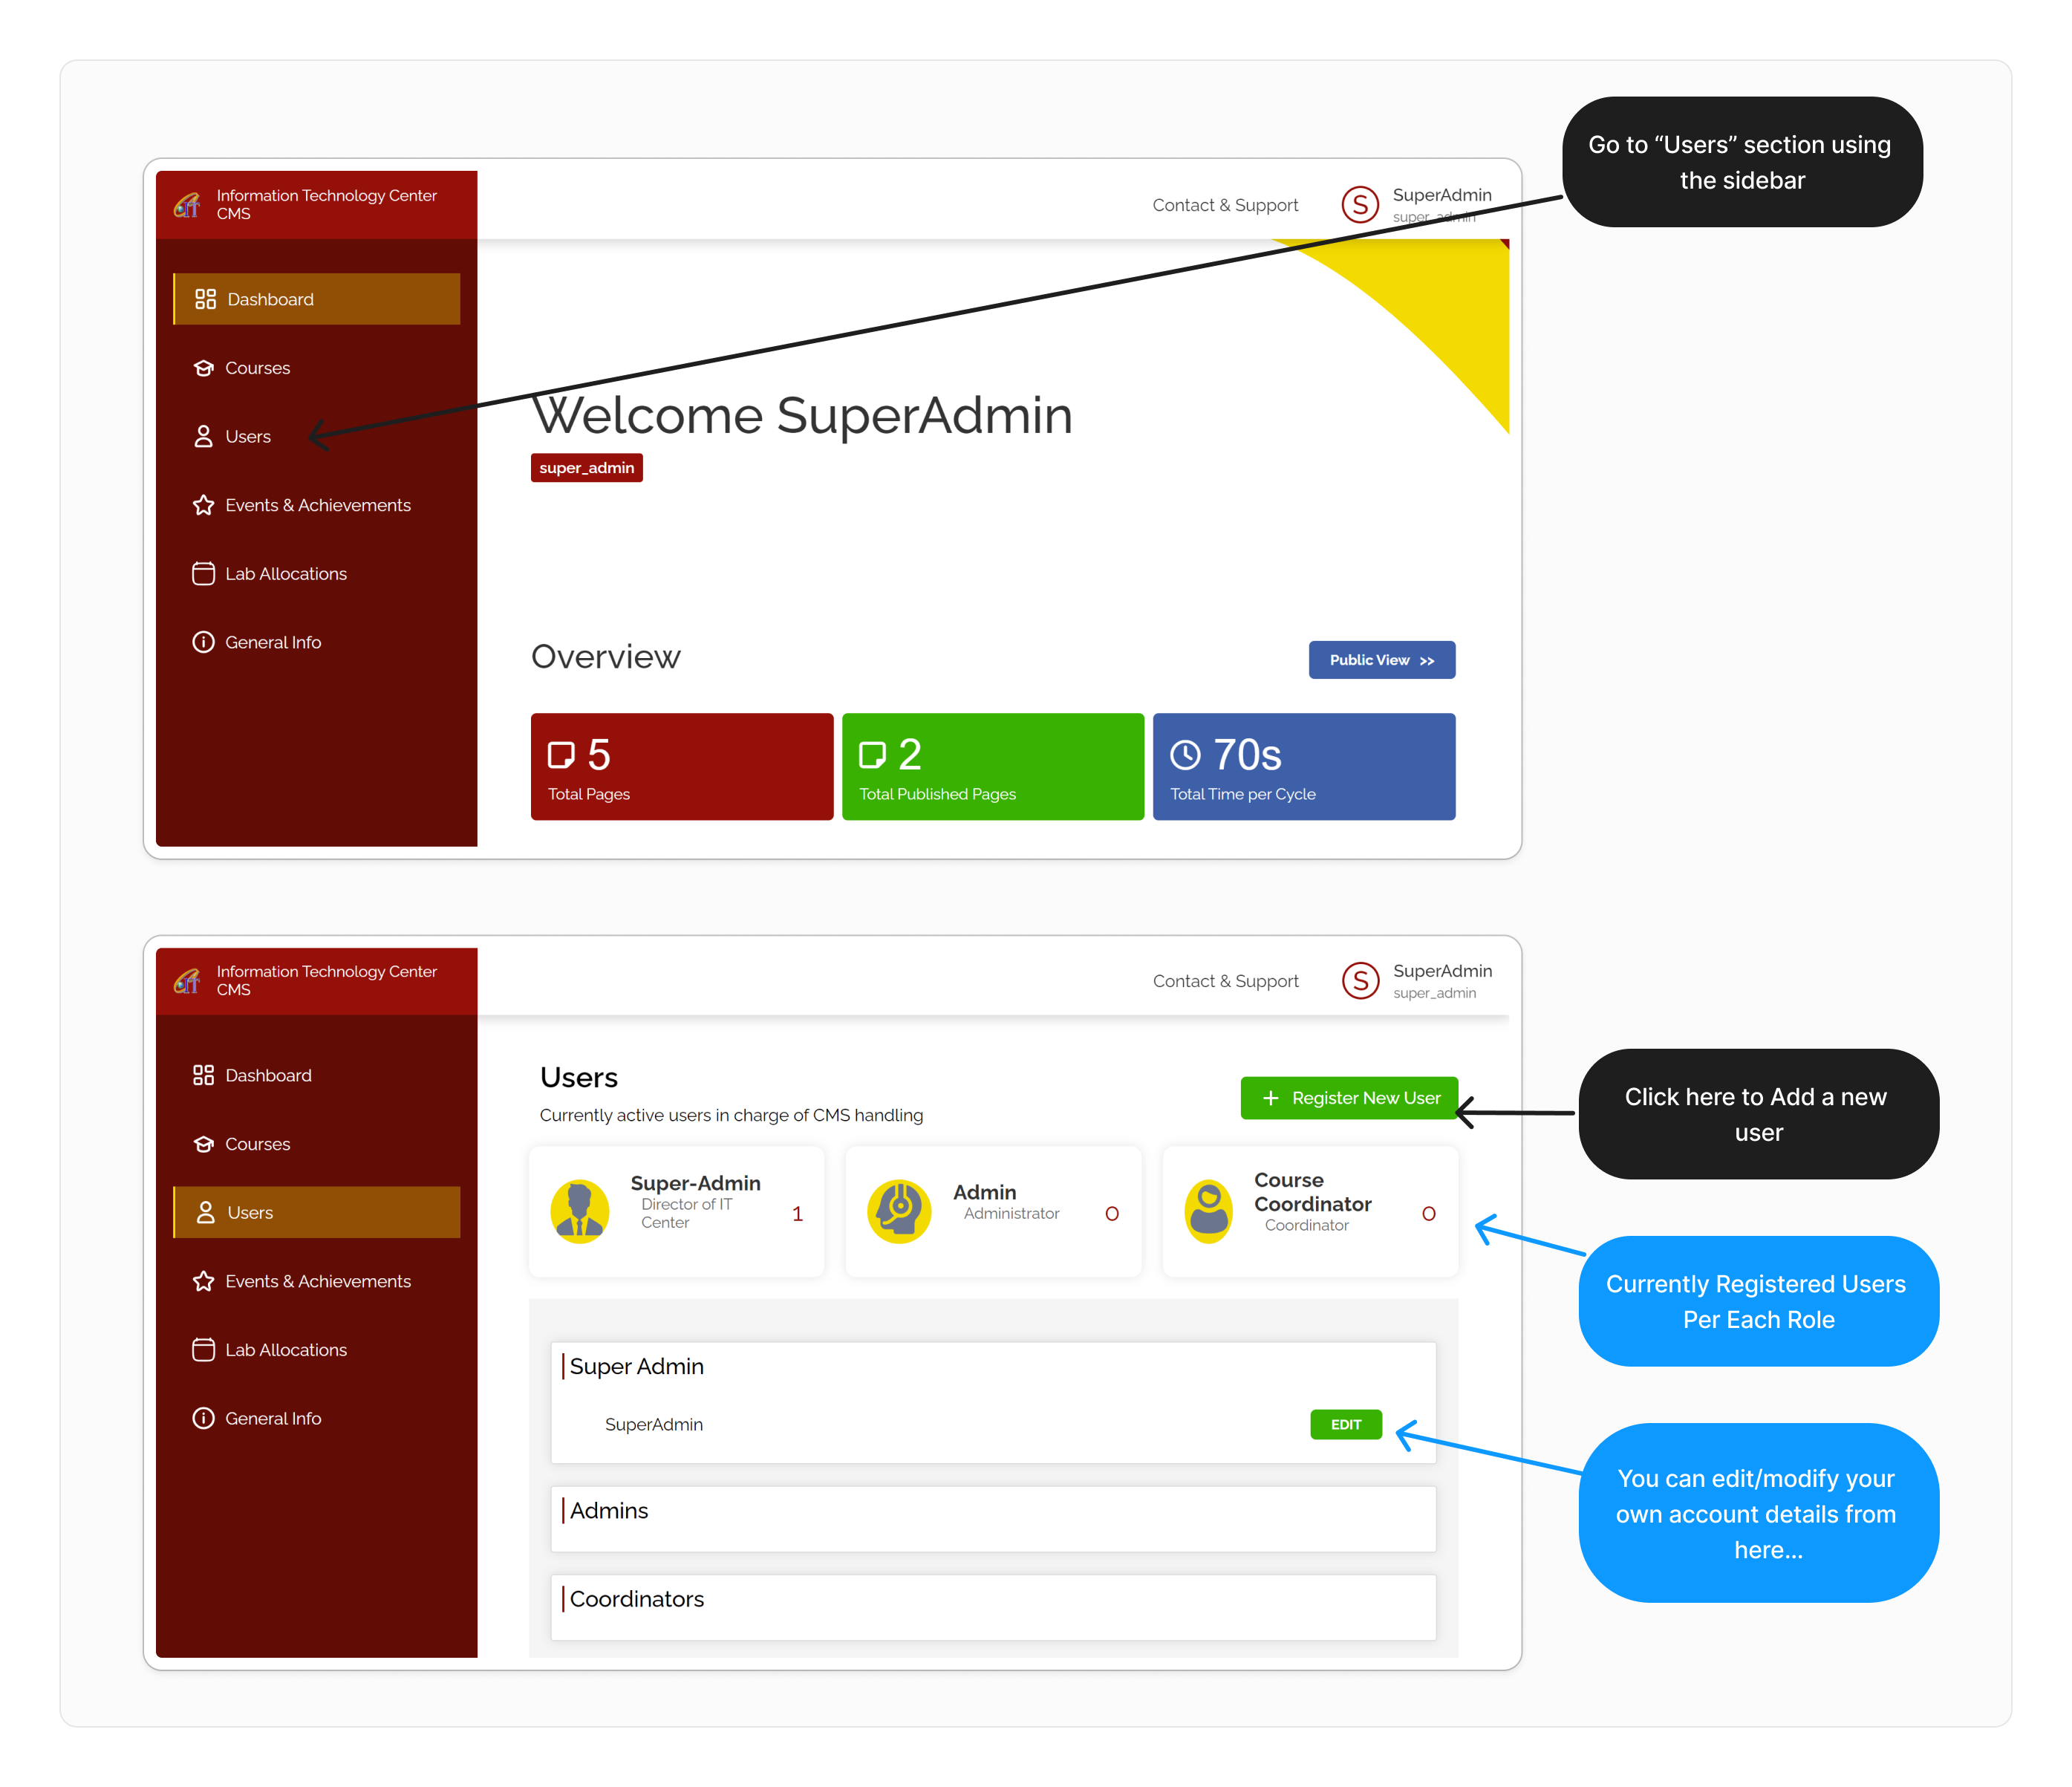 Go to “Users” section using
the sidebar
Information Technology Center
CMS
Contact & Support
S
SuperAdmin
super_admin
Dashboard
Courses
Users
Events & Achievements
Lab Allocations
General Info
Welcome SuperAdmin
super_admin
Overview
Public View >>
5
Total Pages
2
Total Published Pages
70s
Total Time per Cycle
Information Technology Center
CMS
Contact & Support
S
SuperAdmin
super_admin
Dashboard
Courses
Users
Events & Achievements
Lab Allocations
General Info
Users
Currently active users in charge of CMS handling
+ Register New User
Click here to Add a new
user
Super-Admin
Director of IT
Center
1
Admin
Administrator
0
Course
Coordinator
Coordinator
0
Currently Registered Users
Per Each Role
Super Admin
SuperAdmin
EDIT
You can edit/modify your
own account details from
here...
Admins
Coordinators